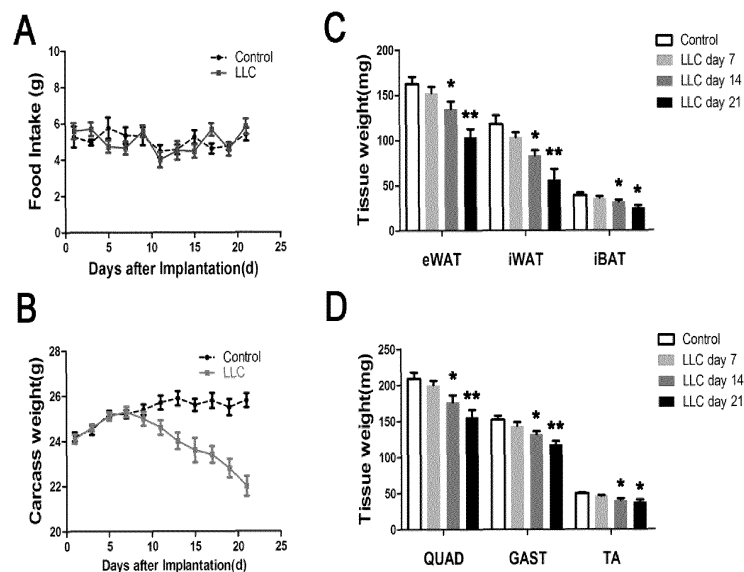 A
Food Intake (g)
10
8
6
4
2
0
0 5 10 15 20 25
Days after Implantation(d)
Control
LLC
B
Carcass weight(g)
28
26
24
22
20
0 5 10 15 20 25
Days after Implantation(d)
Control
LLC
C
Tissue weight(mg)
200
150
100
50
0
* ** * ** * *
eWAT iWAT iBAT
Control
LLC day 7
LLC day 14
LLC day 21
D
Tissue weight(mg)
250
200
150
100
50
0
* ** * ** * *
QUAD GAST TA
Control
LLC day 7
LLC day 14
LLC day 21